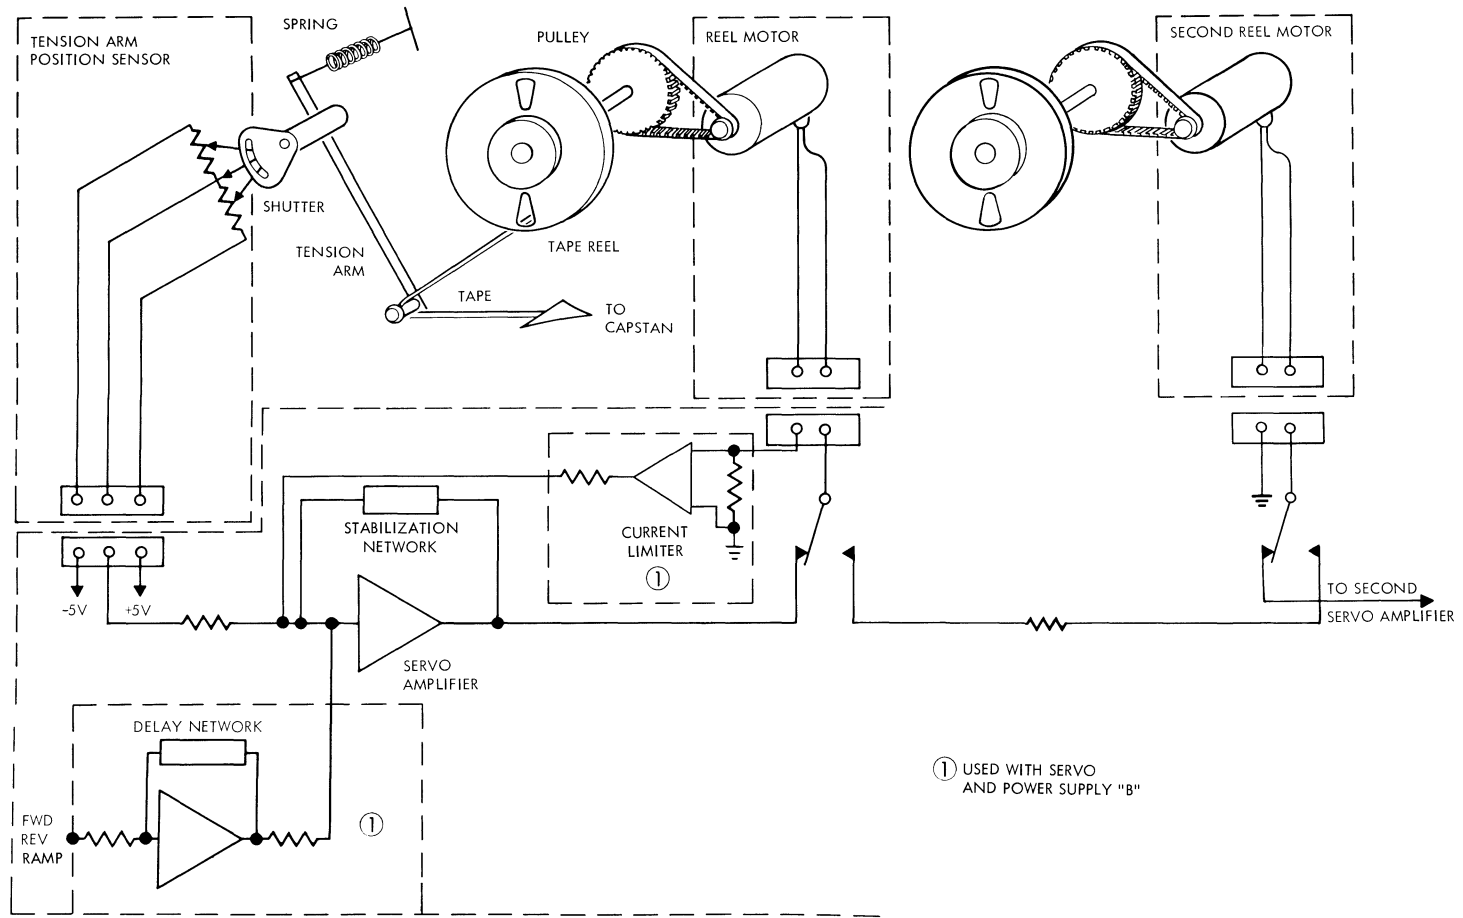 TENSION ARM
POSITION SENSOR
SPRING
PULLEY
REEL MOTOR
SECOND REEL MOTOR
SHUTTER
TENSION
ARM
TAPE REEL
TAPE
TO
CAPSTAN
STABILIZATION
NETWORK
CURRENT
LIMITER
1
-5V
+5V
TO SECOND
SERVO AMPLIFIER
SERVO
AMPLIFIER
DELAY NETWORK
1
FWD
REV
RAMP
1 USED WITH SERVO
AND POWER SUPPLY "B"